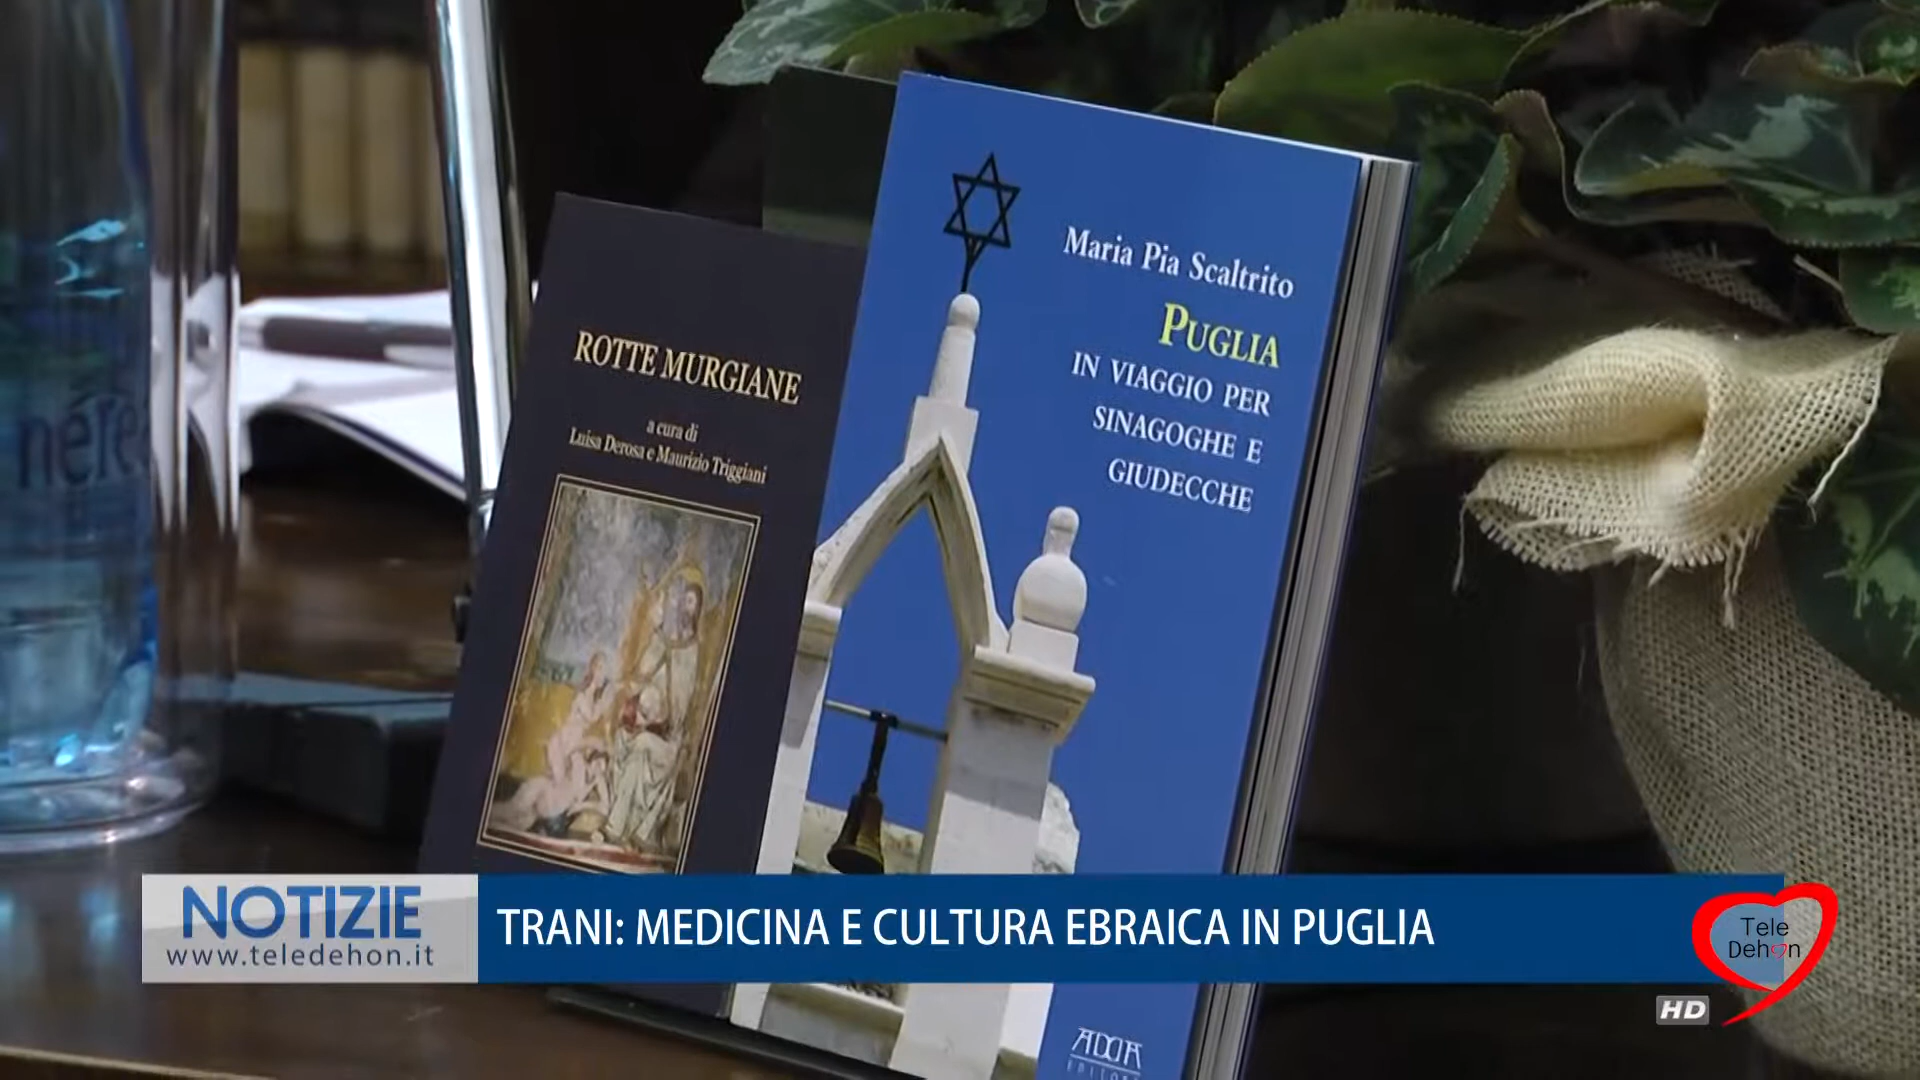 Maria Pia Scaltrito
PUGLIA
IN VIAGGIO PER
SINAGOGHE E
GIUDECCHE
ROTTE MURGIANE
a cura di
Luisa Derosa e Maurizio Triggiani
ADDA
EDITORE
NOTIZIE
www.teledehon.it
TRANI: MEDICINA E CULTURA EBRAICA IN PUGLIA
Tele
Dehon
HD